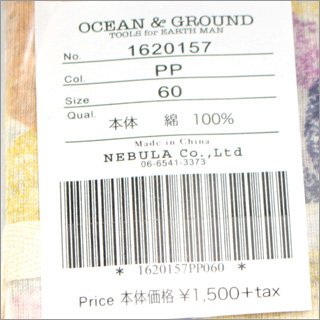 OCEAN & GROUND
TOOLS for EARTH MAN
No. 1620157
Col. PP
Size 60
Qual. 本体 綿 100%
Made in China
NEBULA Co.,Ltd
06-6541-3373
* 1620157PP060 *
Price 本体価格 ¥1,500+tax